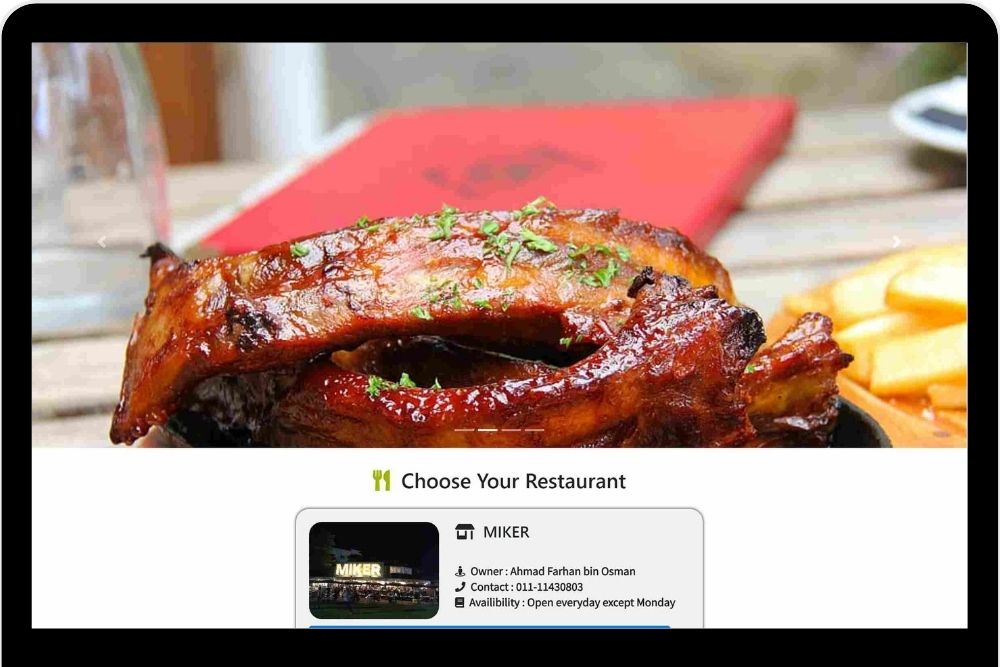 Choose Your Restaurant
MIKER
MIKER
Owner : Ahmad Farhan bin Osman
Contact : 011-11430803
Availibility : Open everyday except Monday